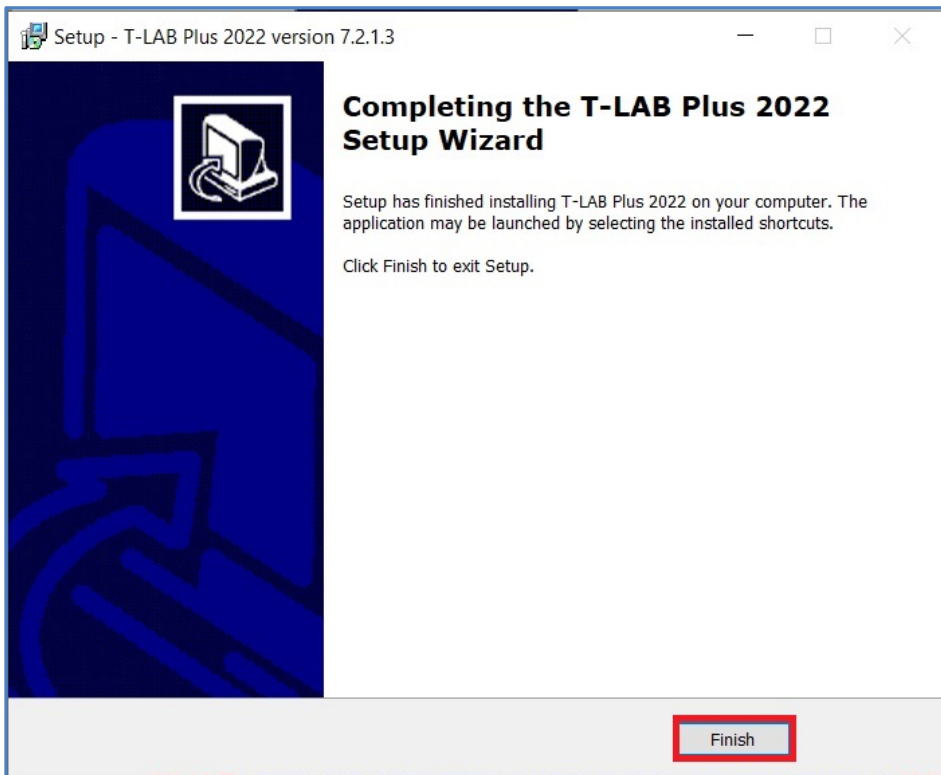 Setup - T-LAB Plus 2022 version 7.2.1.3
Completing the T-LAB Plus 2022
Setup Wizard
Setup has finished installing T-LAB Plus 2022 on your computer. The
application may be launched by selecting the installed shortcuts.
Click Finish to exit Setup.
Finish